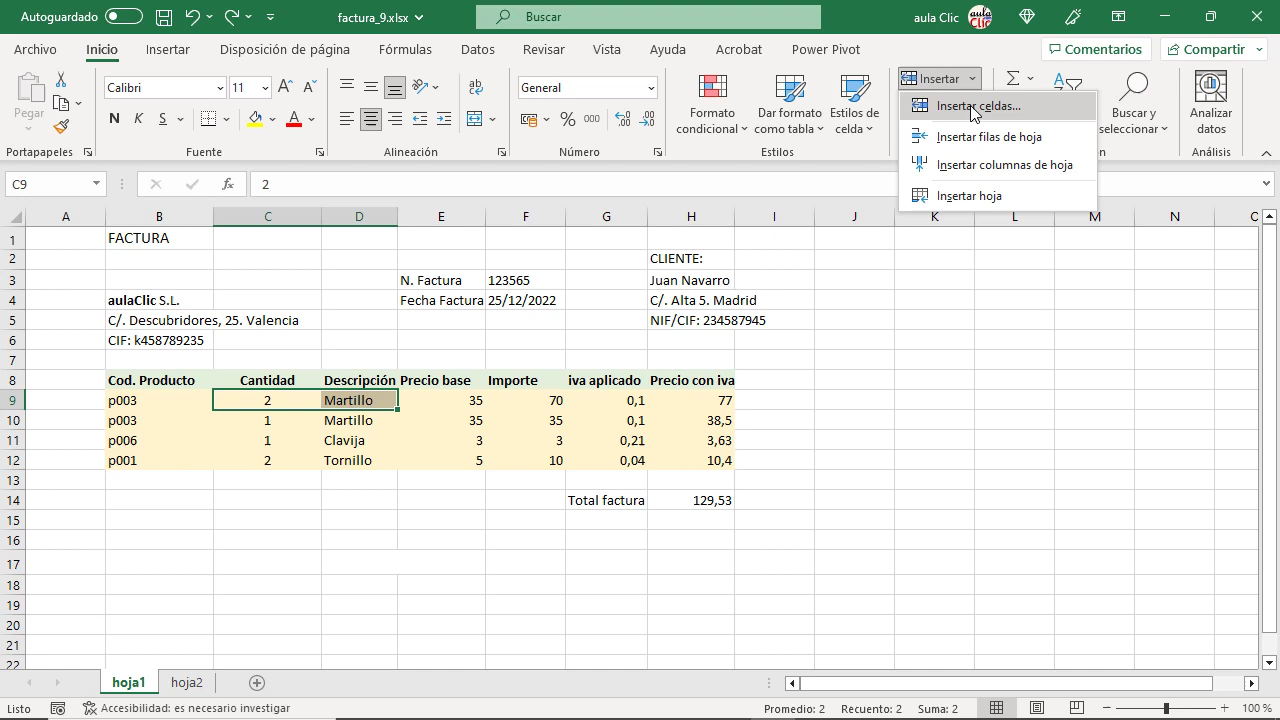 Autoguardado factura_9.xlsx Buscar aula Clic aula Clic
Archivo Inicio Insertar Disposición de página Fórmulas Datos Revisar Vista Ayuda Acrobat Power Pivot Comentarios Compartir
Pegar
Portapapeles
Calibri 11
N K S
Fuente
Alineación
General
% 000
Número
Formato condicional
Dar formato como tabla
Estilos de celda
Estilos
Insertar
Insertar celdas...
Insertar filas de hoja
Insertar columnas de hoja
Insertar hoja
Buscar y seleccionar
Analizar datos
Análisis
C9 fx 2
A B C D E F G H I J K L M N
1 FACTURA
2 CLIENTE:
3 N. Factura 123565 Juan Navarro
4 aulaClic S.L. Fecha Factura 25/12/2022 C/. Alta 5. Madrid
5 C/. Descubridores, 25. Valencia NIF/CIF: 234587945
6 CIF: k458789235
7
8 Cod. Producto Cantidad Descripción Precio base Importe iva aplicado Precio con iva
9 p003 2 Martillo 35 70 0,1 77
10 p003 1 Martillo 35 35 0,1 38,5
11 p006 1 Clavija 3 3 0,21 3,63
12 p001 2 Tornillo 5 10 0,04 10,4
13
14 Total factura 129,53
15
16
17
18
19
20
21
22
hoja1 hoja2
Listo Accesibilidad: es necesario investigar Promedio: 2 Recuento: 2 Suma: 2 100 %